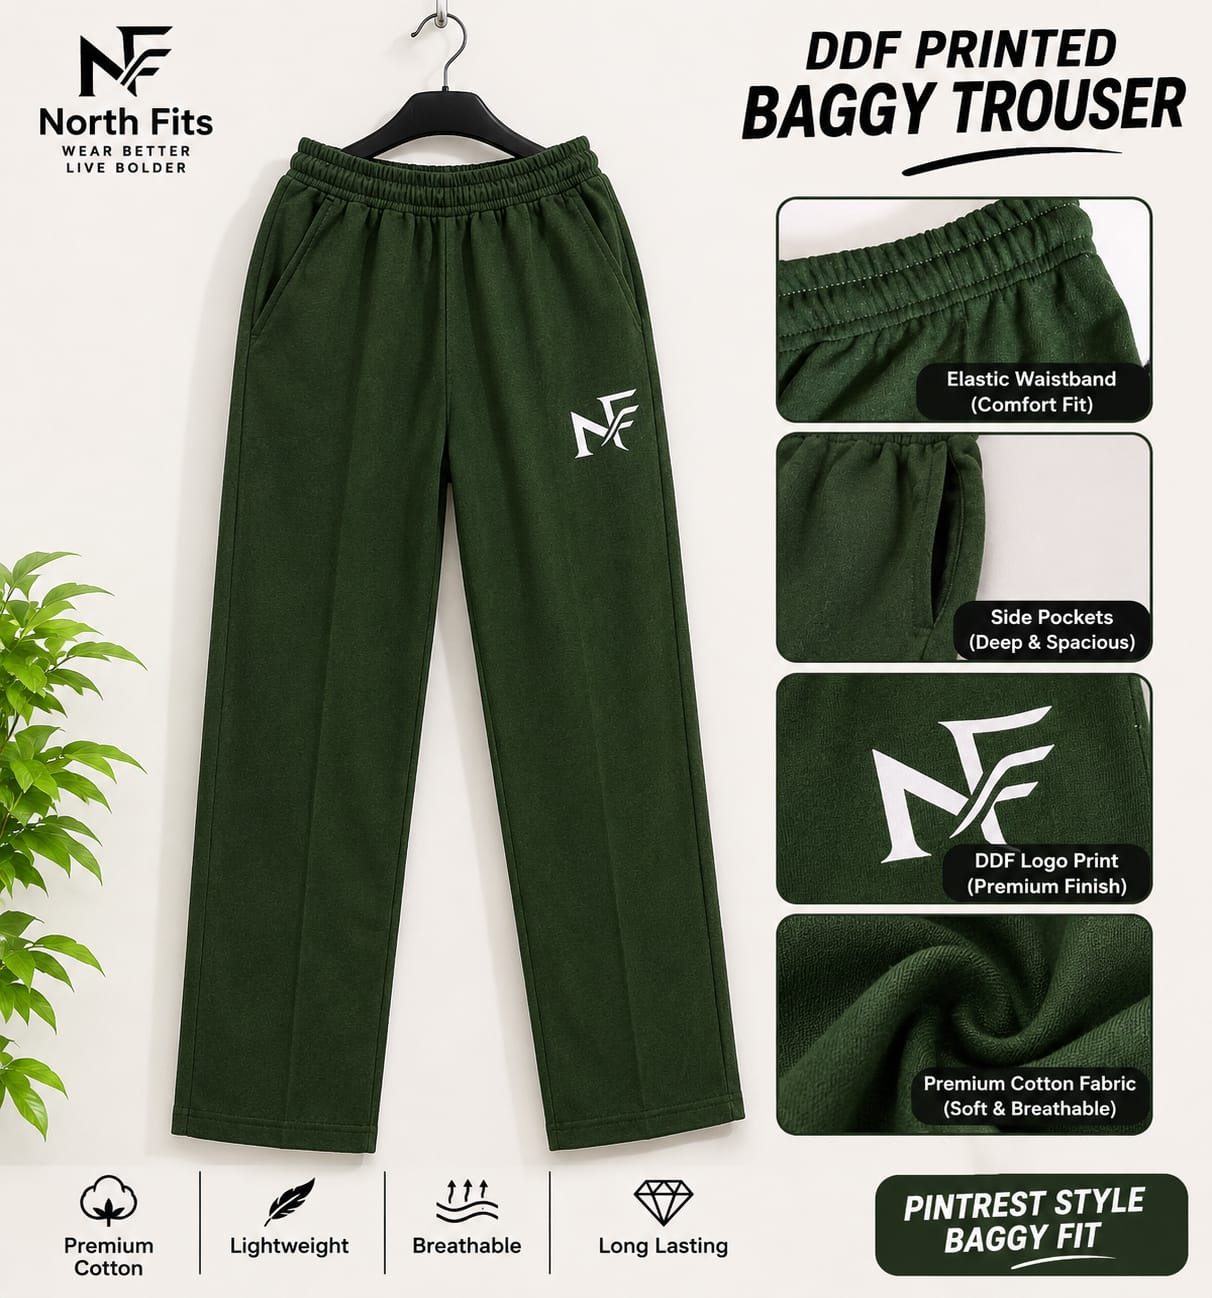 NF
North Fits
WEAR BETTER
LIVE BOLDER
DDF PRINTED
BAGGY TROUSER
NF
Elastic Waistband
(Comfort Fit)
Side Pockets
(Deep & Spacious)
NF
DDF Logo Print
(Premium Finish)
Premium Cotton Fabric
(Soft & Breathable)
Premium
Cotton
Lightweight
Breathable
Long Lasting
PINTREST STYLE
BAGGY FIT